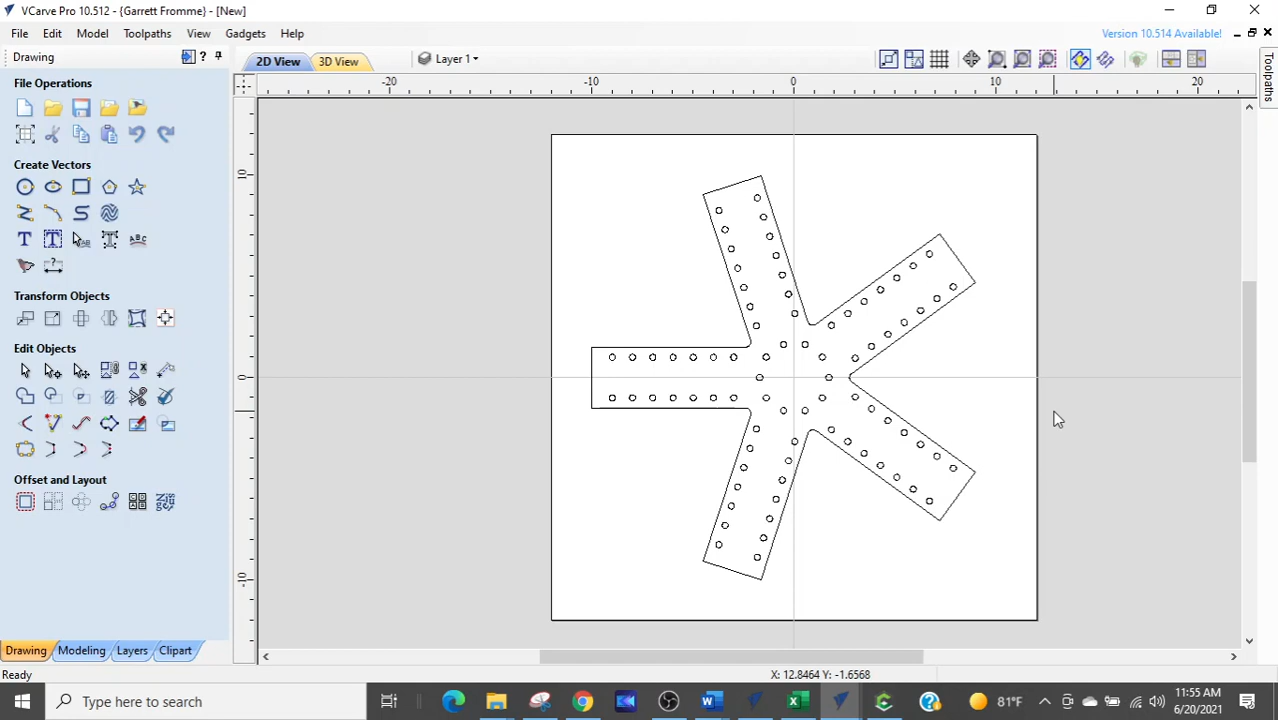 VCarve Pro 10.512 - {Garrett Fromme} - [New]
File Edit Model Toolpaths View Gadgets Help
Version 10.514 Available!
Drawing
2D View
3D View
Layer 1
Toolpaths
File Operations
-20 -10 0 10 20
Create Vectors
10
0
-10
Transform Objects
Edit Objects
Offset and Layout
Drawing Modeling Layers Clipart
Ready
X: 12.8464 Y: -1.6568
Type here to search
81°F
11:55 AM
6/20/2021